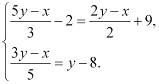 (5y − x)/3 − 2 = (2y − x)/2 + 9,
(3y − x)/5 = y − 8.